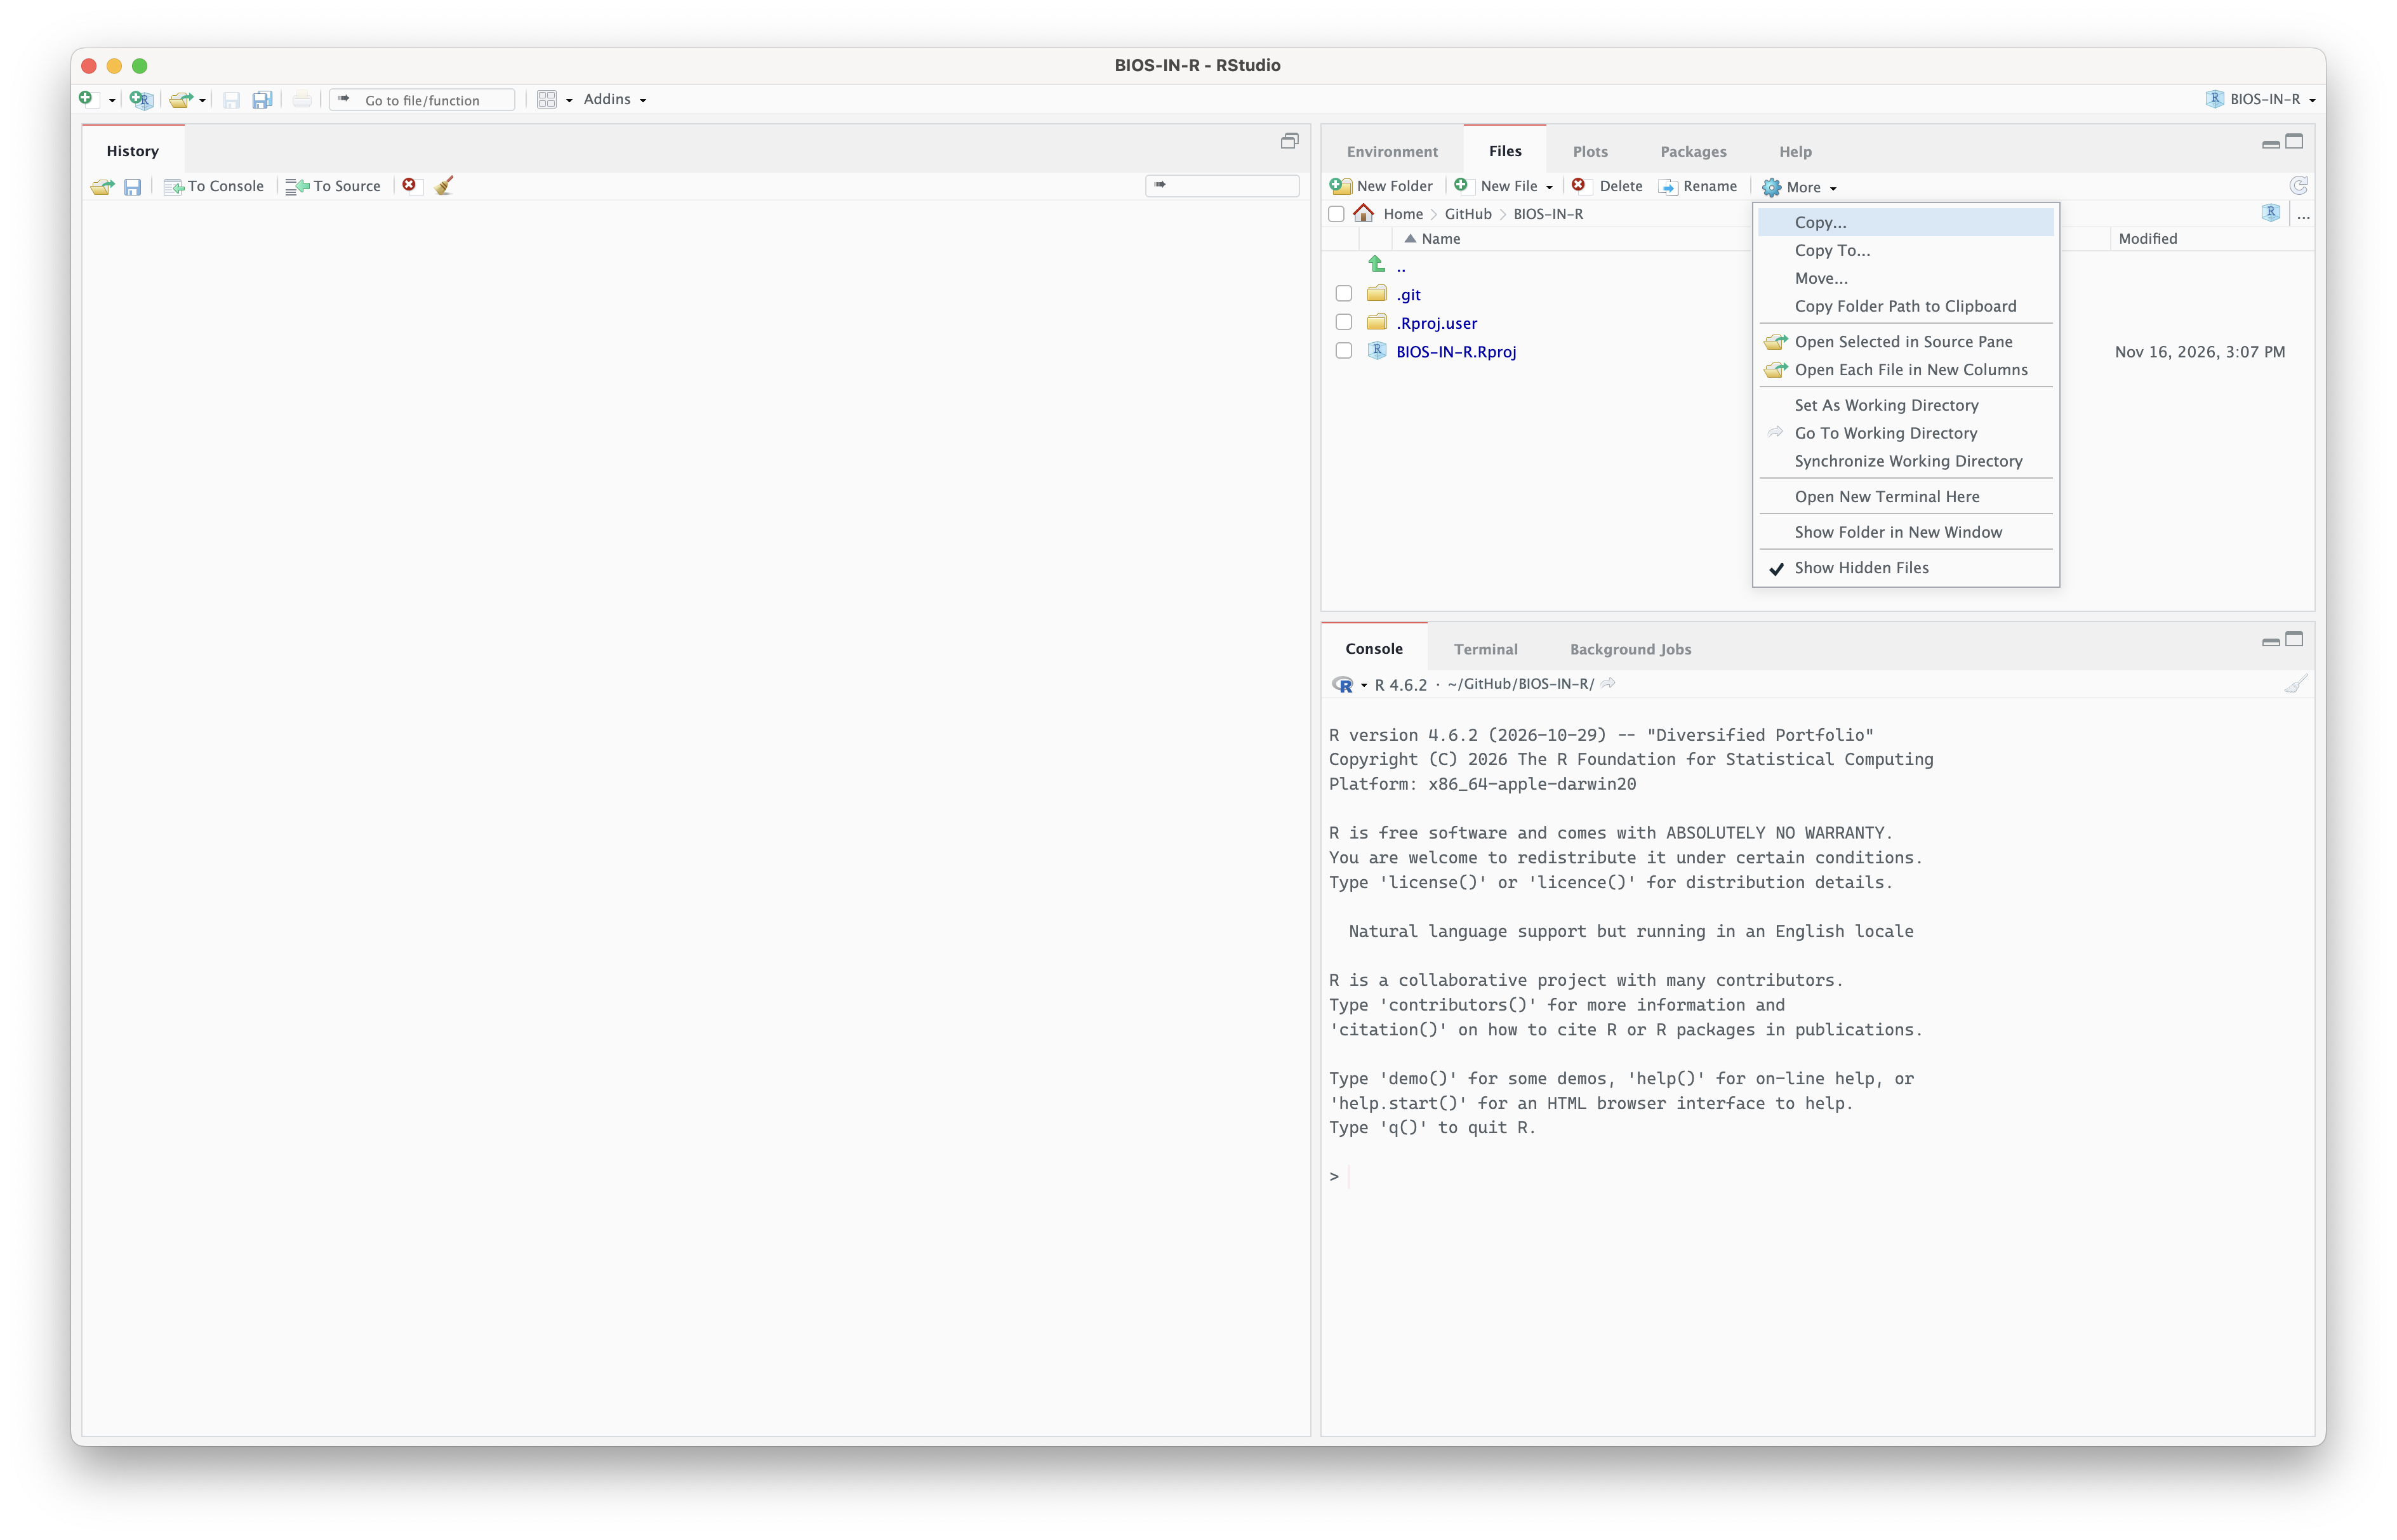 BIOS-IN-R - RStudio
Go to file/function Addins BIOS-IN-R
History
To Console To Source
Environment Files Plots Packages Help
New Folder New File Delete Rename More
Home GitHub BIOS-IN-R ...
Name Modified
..
.git
.Rproj.user
BIOS-IN-R.Rproj Nov 16, 2026, 3:07 PM
Copy...
Copy To...
Move...
Copy Folder Path to Clipboard
Open Selected in Source Pane
Open Each File in New Columns
Set As Working Directory
Go To Working Directory
Synchronize Working Directory
Open New Terminal Here
Show Folder in New Window
Show Hidden Files
Console Terminal Background Jobs
R 4.6.2 · ~/GitHub/BIOS-IN-R/
R version 4.6.2 (2026-10-29) -- "Diversified Portfolio"
Copyright (C) 2026 The R Foundation for Statistical Computing
Platform: x86_64-apple-darwin20
R is free software and comes with ABSOLUTELY NO WARRANTY.
You are welcome to redistribute it under certain conditions.
Type 'license()' or 'licence()' for distribution details.
Natural language support but running in an English locale
R is a collaborative project with many contributors.
Type 'contributors()' for more information and
'citation()' on how to cite R or R packages in publications.
Type 'demo()' for some demos, 'help()' for on-line help, or
'help.start()' for an HTML browser interface to help.
Type 'q()' to quit R.
>